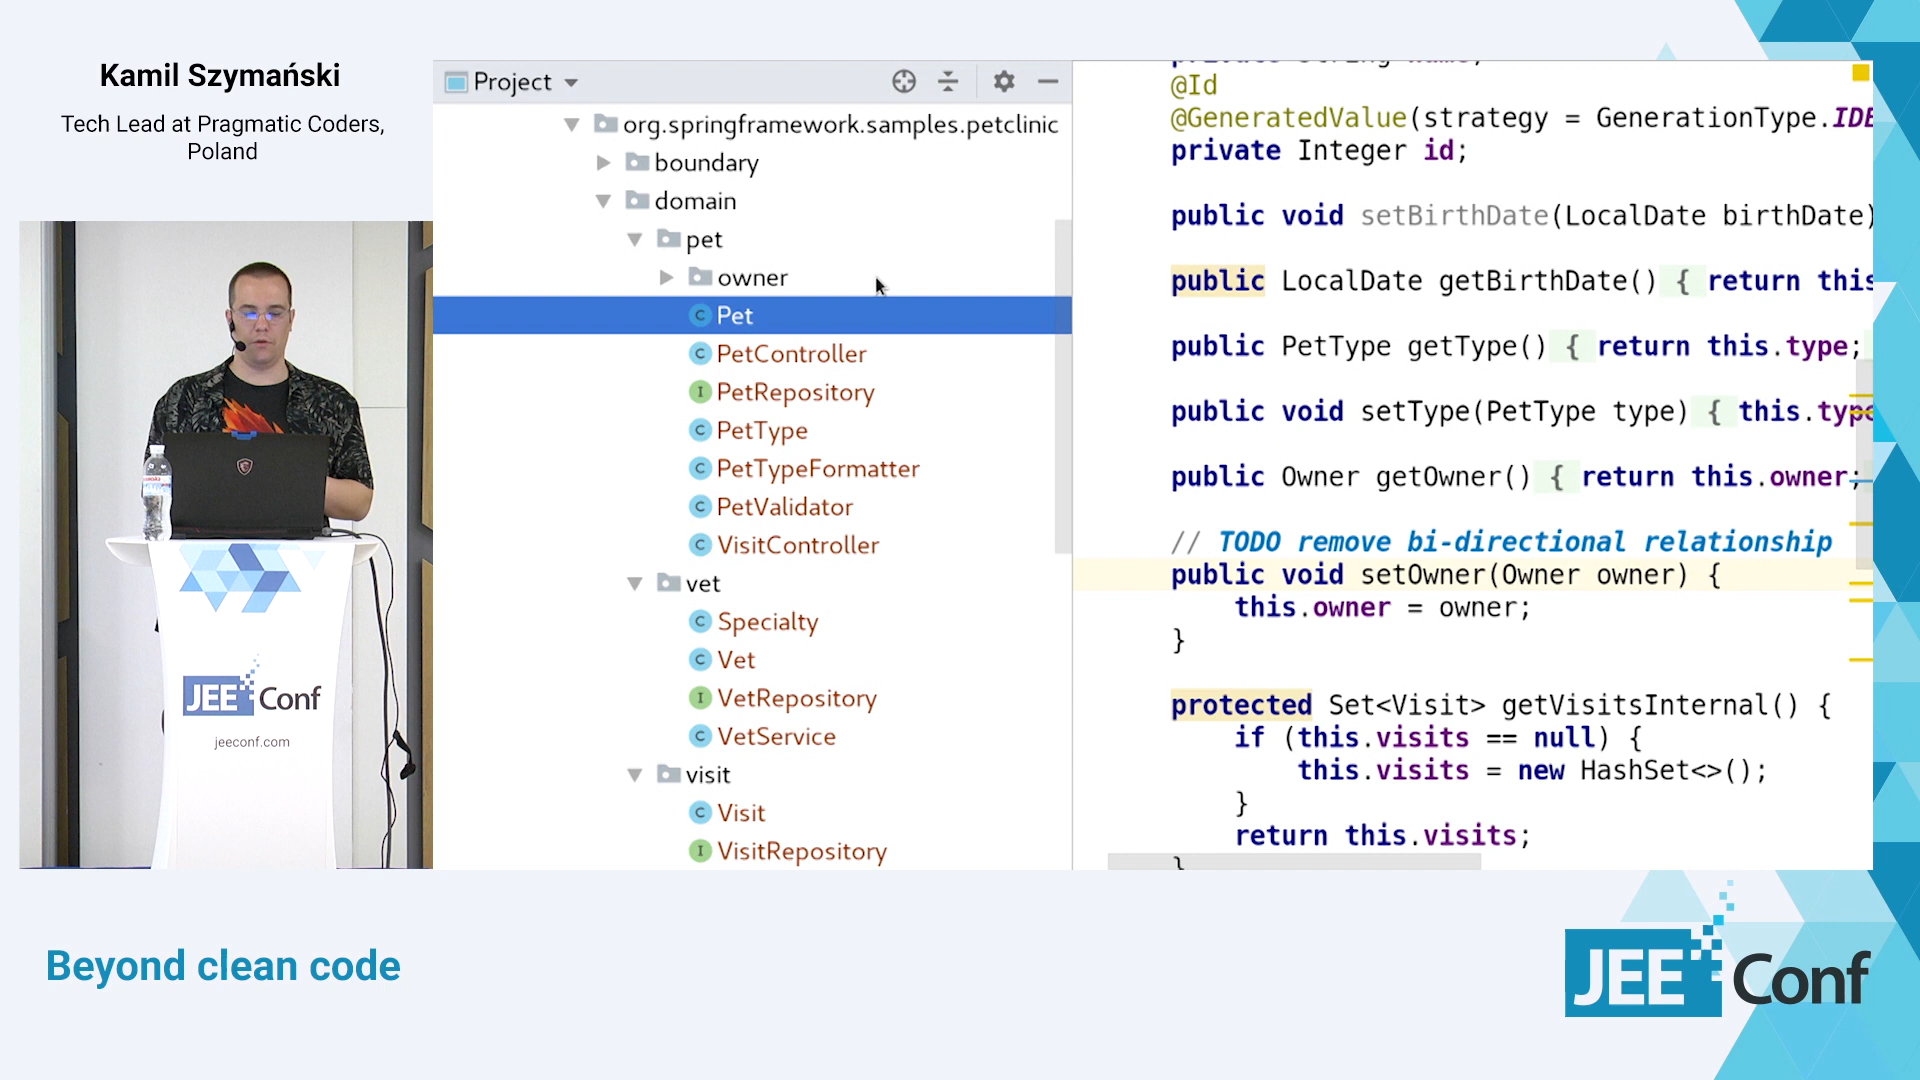 Kamil Szymański
Tech Lead at Pragmatic Coders,
Poland
Project
org.springframework.samples.petclinic
boundary
domain
pet
owner
Pet
PetController
PetRepository
PetType
PetTypeFormatter
PetValidator
VisitController
vet
Specialty
Vet
VetRepository
VetService
visit
Visit
VisitRepository
@Id
@GeneratedValue(strategy = GenerationType.IDE
private Integer id;
public void setBirthDate(LocalDate birthDate)
public LocalDate getBirthDate() { return this
public PetType getType() { return this.type;
public void setType(PetType type) { this.type
public Owner getOwner() { return this.owner;
// TODO remove bi-directional relationship
public void setOwner(Owner owner) {
this.owner = owner;
}
protected Set<Visit> getVisitsInternal() {
if (this.visits == null) {
this.visits = new HashSet<>();
}
return this.visits;
}
JEE Conf
jeeconf.com
Beyond clean code
JEE Conf